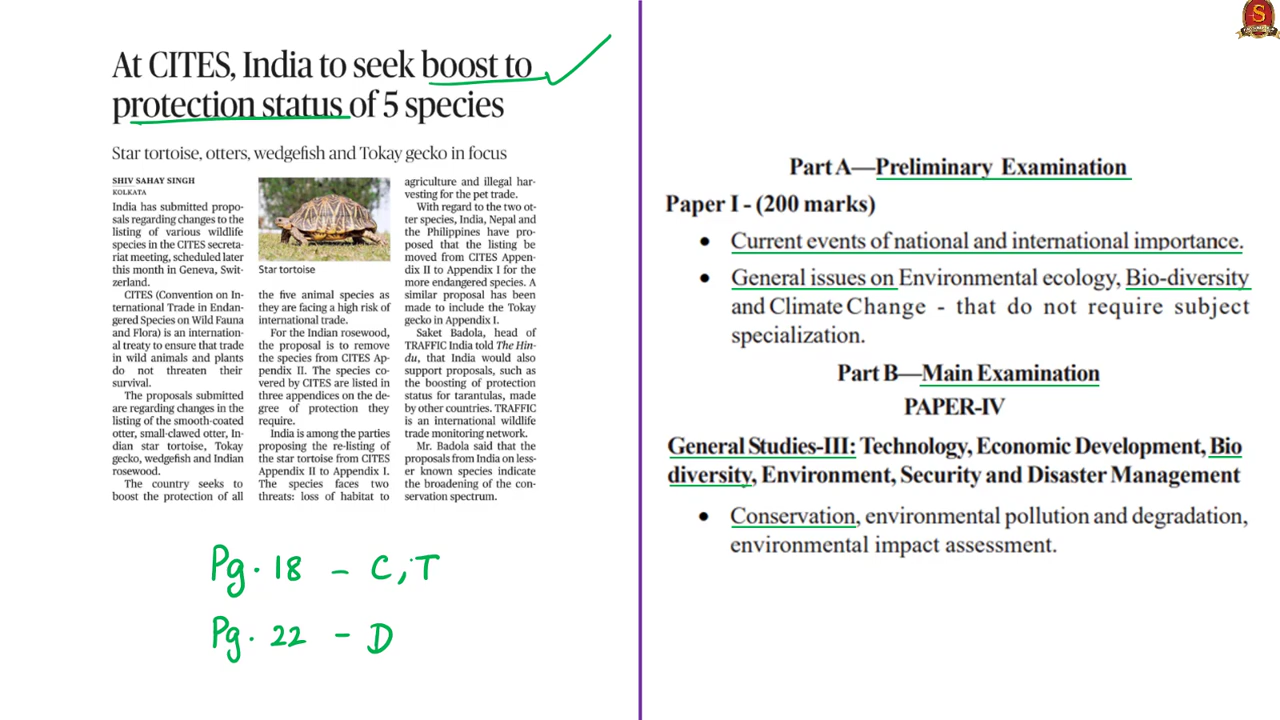 At CITES, India to seek boost to
protection status of 5 species
Star tortoise, otters, wedgefish and Tokay gecko in focus
SHIV SAHAY SINGH
KOLKATA
India has submitted propo-
sals regarding changes to the
listing of various wildlife
species in the CITES secreta-
riat meeting, scheduled later
this month in Geneva, Swit-
zerland.
CITES (Convention on In-
ternational Trade in Endan-
gered Species on Wild Fauna
and Flora) is an internation-
al treaty to ensure that trade
in wild animals and plants
do not threaten their
survival.
The proposals submitted
are regarding changes in the
listing of the smooth-coated
otter, small-clawed otter, In-
dian star tortoise, Tokay
gecko, wedgefish and Indian
rosewood.
The country seeks to
boost the protection of all
Star tortoise
the five animal species as
they are facing a high risk of
international trade.
For the Indian rosewood,
the proposal is to remove
the species from CITES Ap-
pendix II. The species co-
vered by CITES are listed in
three appendices on the de-
gree of protection they
require.
India is among the parties
proposing the re-listing of
the star tortoise from CITES
Appendix II to Appendix I.
The species faces two
threats: loss of habitat to
agriculture and illegal har-
vesting for the pet trade.
With regard to the two ot-
ter species, India, Nepal and
the Philippines have pro-
posed that the listing be
moved from CITES Appen-
dix II to Appendix I for the
more endangered species. A
similar proposal has been
made to include the Tokay
gecko in Appendix I.
Saket Badola, head of
TRAFFIC India told The Hin-
du, that India would also
support proposals, such as
the boosting of protection
status for tarantulas, made
by other countries. TRAFFIC
is an international wildlife
trade monitoring network.
Mr. Badola said that the
proposals from India on less-
er known species indicate
the broadening of the con-
servation spectrum.
Pg. 18 - C, T
Pg. 22 - D
S
Part A—Preliminary Examination
Paper I - (200 marks)
• Current events of national and international importance.
• General issues on Environmental ecology, Bio-diversity
and Climate Change - that do not require subject
specialization.
Part B—Main Examination
PAPER-IV
General Studies-III: Technology, Economic Development, Bio
diversity, Environment, Security and Disaster Management
• Conservation, environmental pollution and degradation,
environmental impact assessment.